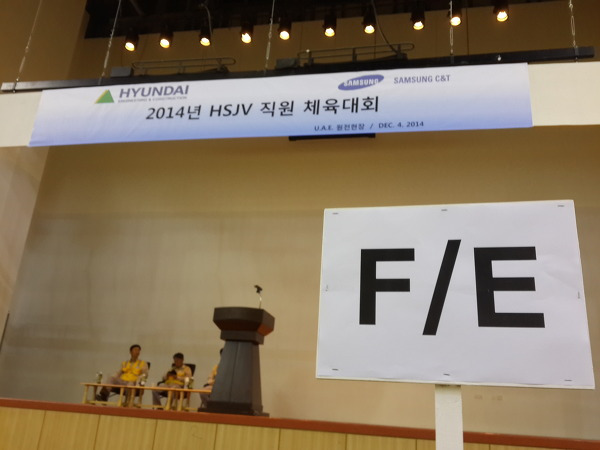 HYUNDAI
ENGINEERING & CONSTRUCTION
SAMSUNG
SAMSUNG C&T
2014년 HSJV 직원 체육대회
U.A.E. 원전현장 / DEC. 4. 2014
F/E